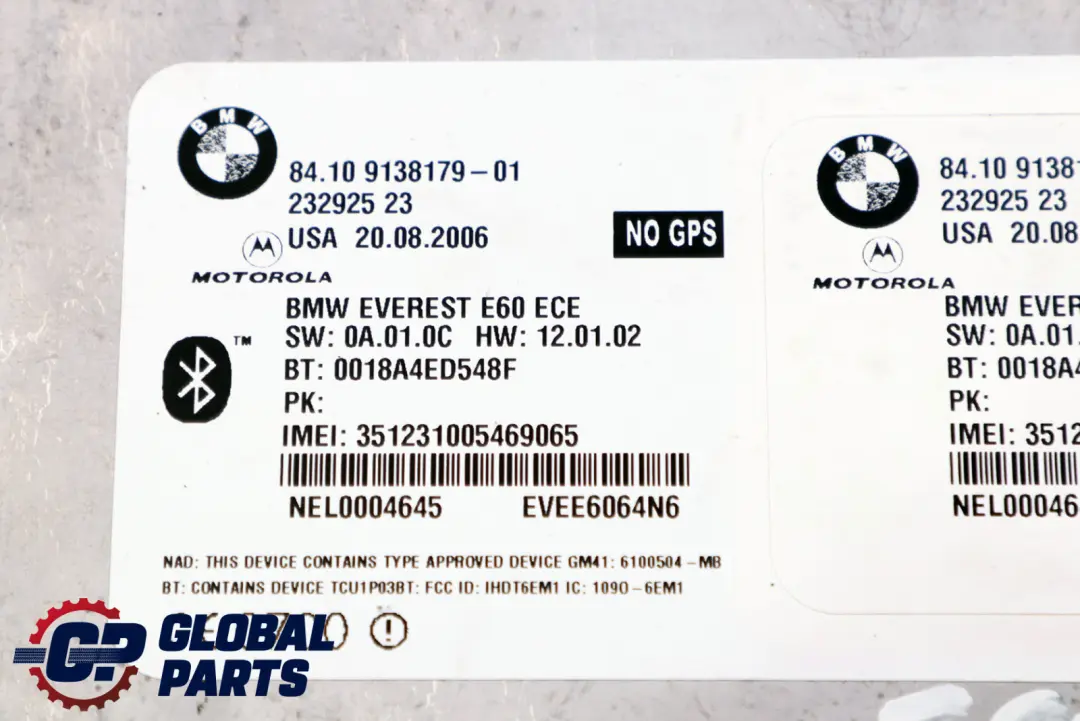 BMW
84.10 9138179-01
232925 23
USA 20.08.2006
NO GPS
MOTOROLA
BMW EVEREST E60 ECE
SW: 0A.01.0C HW: 12.01.02
TM
BT: 0018A4ED548F
PK:
IMEI: 351231005469065
NEL0004645 EVEE6064N6
NAD: THIS DEVICE CONTAINS TYPE APPROVED DEVICE GM41: 6100504-MB
BT: CONTAINS DEVICE TCU1P03BT: FCC ID: IHDT6EM1 IC: 1090-6EM1
BMW
84.10 9138
232925 23
USA 20.08
MOTOROLA
BMW EVER
SW: 0A.01.
BT: 0018A4
PK:
IMEI: 3512
NEL00046
GP GLOBAL
PARTS